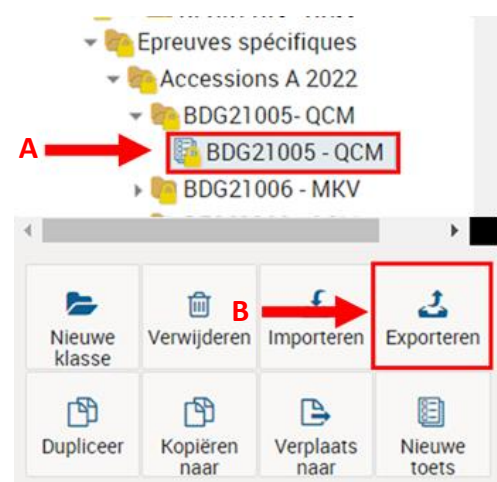 Epreuves spécifiques
Accessions A 2022
BDG21005- QCM
A
BDG21005 - QCM
BDG21006 - MKV
B
Nieuwe
klasse
Verwijderen
Importeren
Exporteren
Dupliceer
Kopiëren
naar
Verplaats
naar
Nieuwe
toets